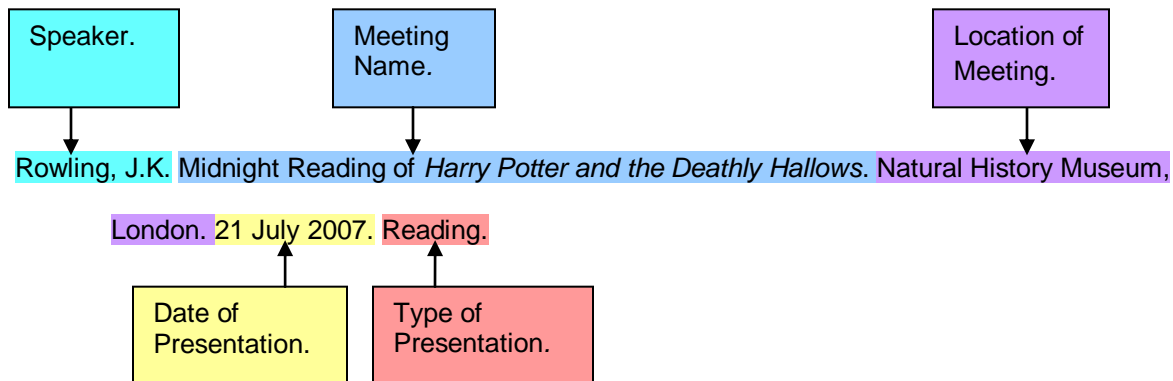 Speaker.
Meeting
Name.
Location of
Meeting.
Rowling, J.K. Midnight Reading of Harry Potter and the Deathly Hallows. Natural History Museum,
London. 21 July 2007. Reading.
Date of
Presentation.
Type of
Presentation.